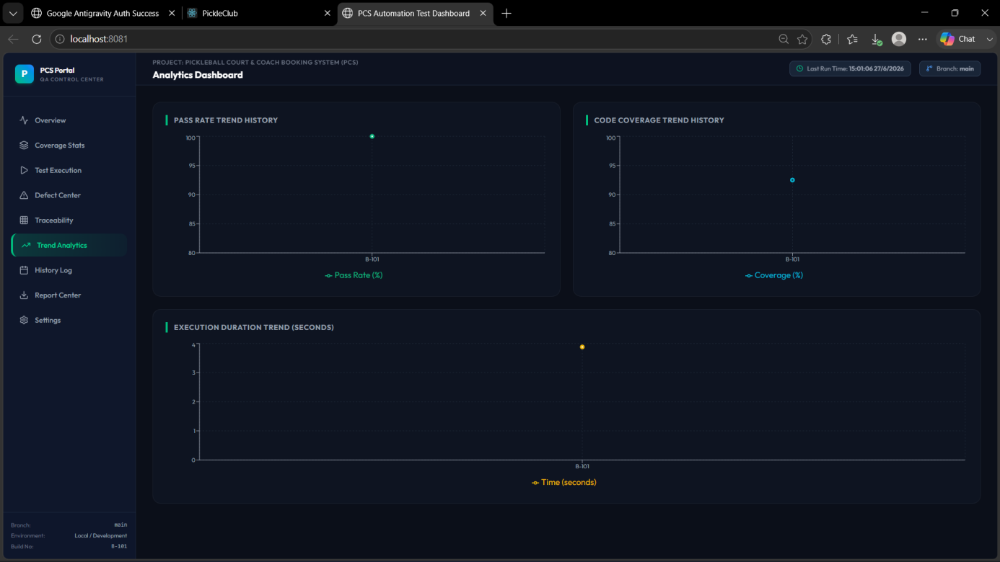 Google Antigravity Auth Success
PickleClub
PCS Automation Test Dashboard
localhost:8081
Chat
P
PCS Portal
QA CONTROL CENTER
PROJECT: PICKLEBALL COURT & COACH BOOKING SYSTEM (PCS)
Analytics Dashboard
Last Run Time: 15:01:06 27/6/2026
Branch: main
Overview
Coverage Stats
Test Execution
Defect Center
Traceability
Trend Analytics
History Log
Report Center
Settings
PASS RATE TREND HISTORY
100
95
90
85
80
B-101
Pass Rate (%)
CODE COVERAGE TREND HISTORY
100
95
90
85
80
B-101
Coverage (%)
EXECUTION DURATION TREND (SECONDS)
4
3
2
1
0
B-101
Time (seconds)
Branch: main
Environment: Local / Development
Build No: B-101